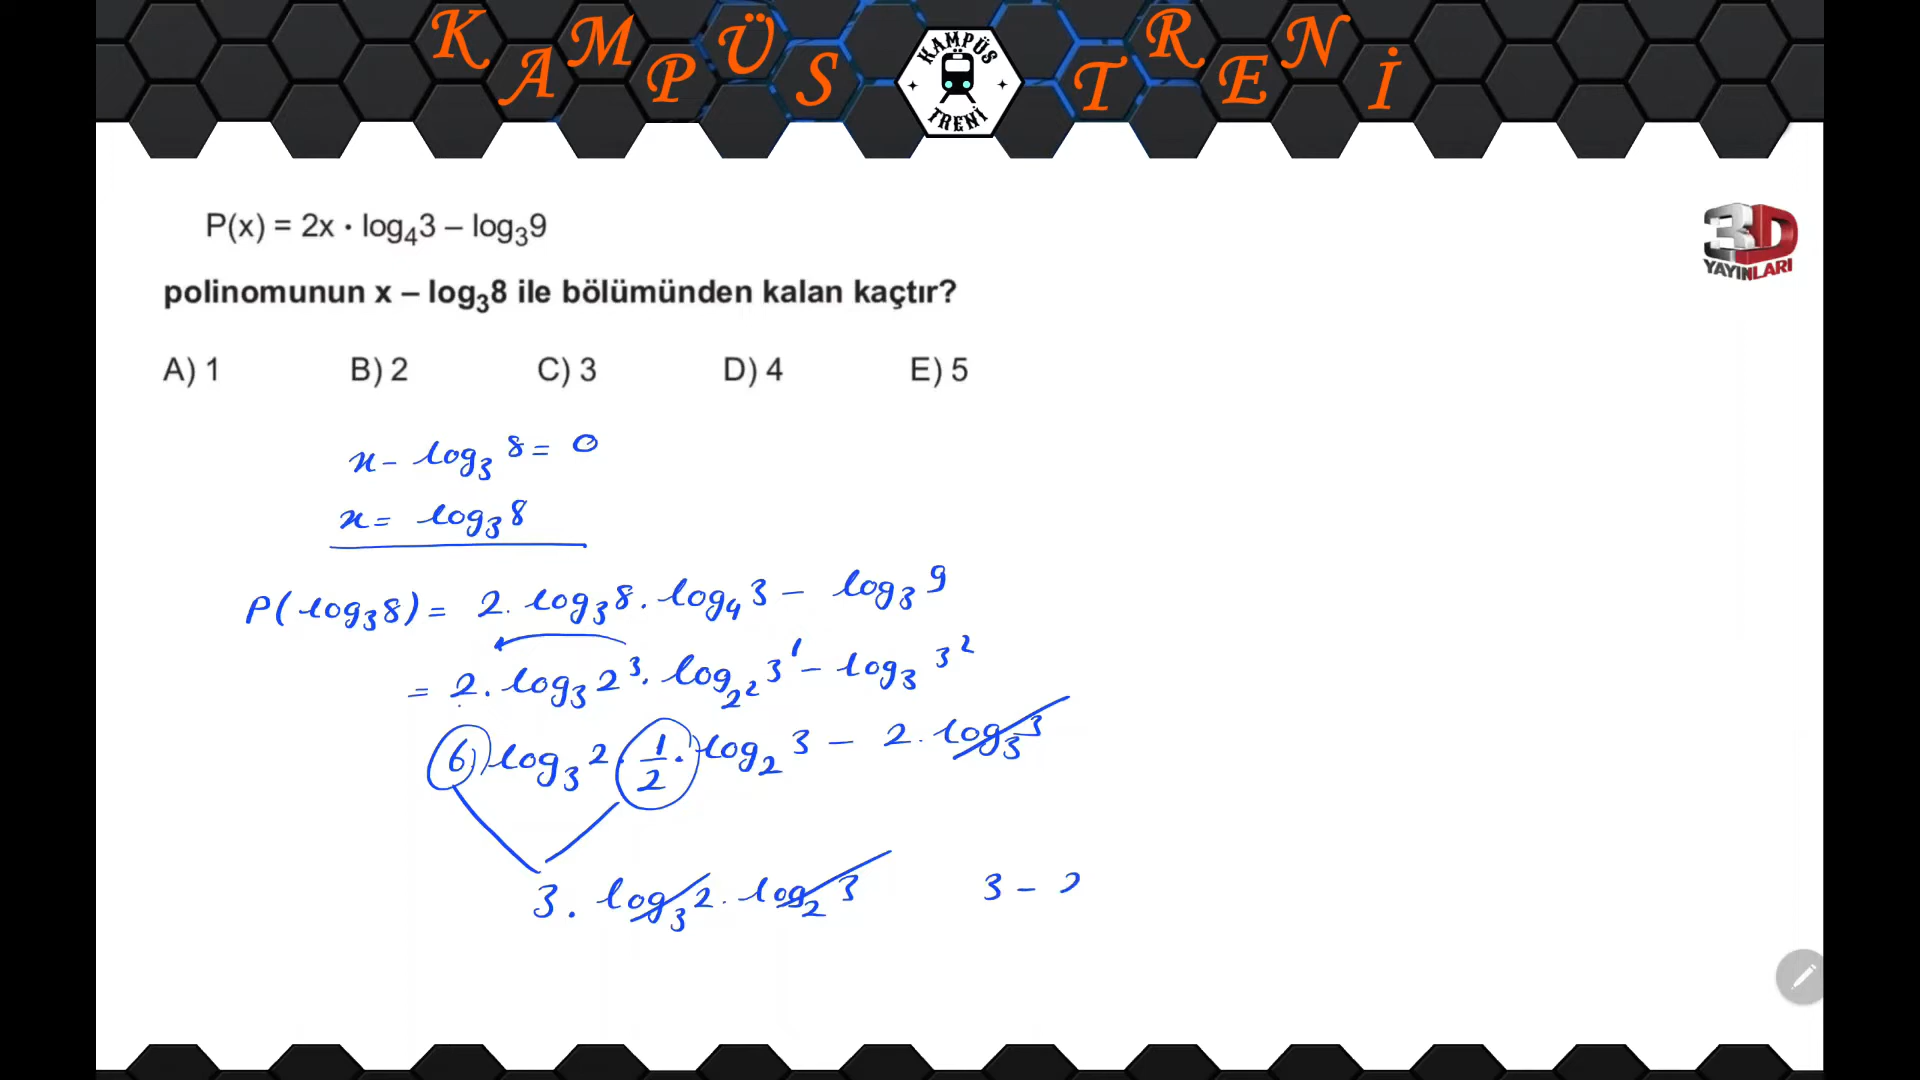 KAMPÜS TRENİ
KAMPÜS TRENİ
3D YAYINLARI
P(x) = 2x · log₄3 – log₃9
polinomunun x – log₃8 ile bölümünden kalan kaçtır?
A) 1 B) 2 C) 3 D) 4 E) 5
x - log₃8 = 0
x = log₃8
P(log₃8) = 2. log₃8. log₄3 - log₃9
= 2. log₃2³. log₂²3¹ - log₃3²
6 log₃2 . 1/2 . log₂3 - 2. log₃3
3. log₃2. log₂3 3 - 2